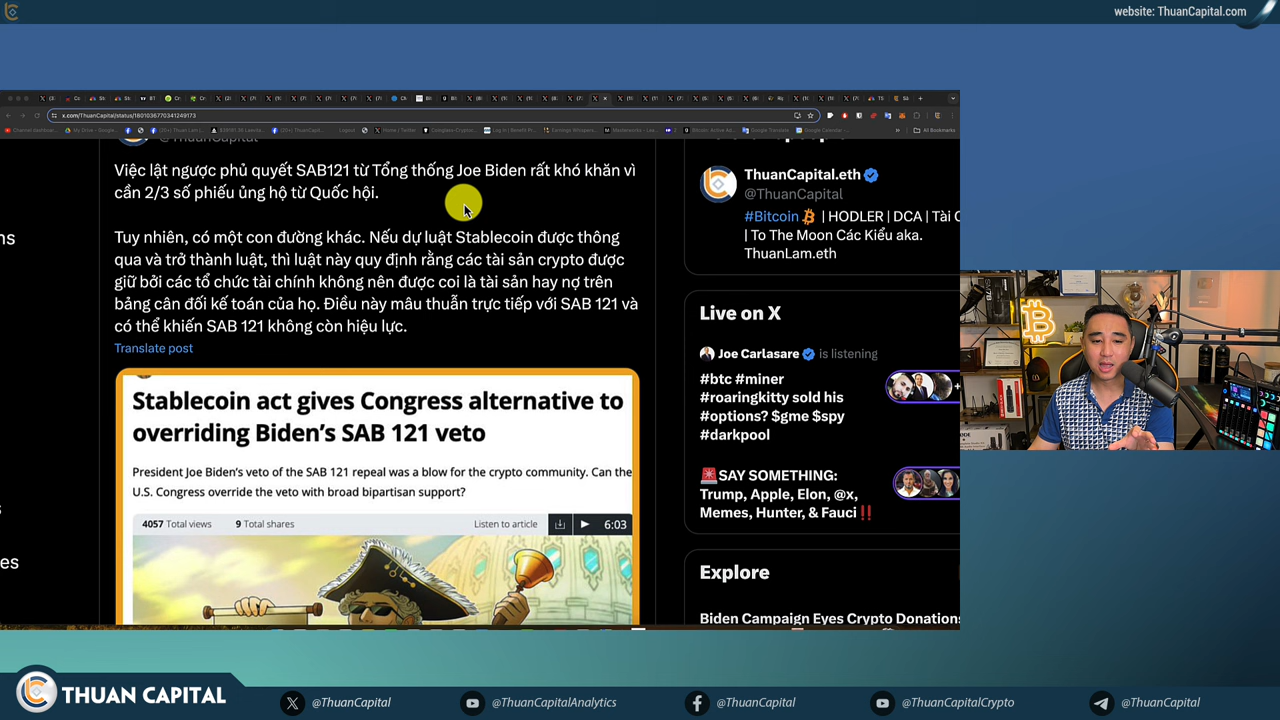 website: ThuanCapital.com
x.com/ThuanCapital/status/1801036770341249173
All Bookmarks
@ThuanCapital
Việc lật ngược phủ quyết SAB121 từ Tổng thống Joe Biden rất khó khăn vì
cần 2/3 số phiếu ủng hộ từ Quốc hội.
Tuy nhiên, có một con đường khác. Nếu dự luật Stablecoin được thông
qua và trở thành luật, thì luật này quy định rằng các tài sản crypto được
giữ bởi các tổ chức tài chính không nên được coi là tài sản hay nợ trên
bảng cân đối kế toán của họ. Điều này mâu thuẫn trực tiếp với SAB 121 và
có thể khiến SAB 121 không còn hiệu lực.
Translate post
Stablecoin act gives Congress alternative to
overriding Biden's SAB 121 veto
President Joe Biden's veto of the SAB 121 repeal was a blow for the crypto community. Can the
U.S. Congress override the veto with broad bipartisan support?
4057 Total views 9 Total shares Listen to article 6:03
ThuanCapital.eth
@ThuanCapital
#Bitcoin | HODLER | DCA | Tài C
| To The Moon Các Kiểu aka.
ThuanLam.eth
Live on X
Joe Carlasare is listening
#btc #miner
#roaringkitty sold his
#options? $gme $spy
#darkpool
🚨SAY SOMETHING:
Trump, Apple, Elon, @x,
Memes, Hunter, & Fauci ‼️
Explore
Biden Campaign Eyes Crypto Donations
THUAN CAPITAL
@ThuanCapital
@ThuanCapitalAnalytics
@ThuanCapital
@ThuanCapitalCrypto
@ThuanCapital